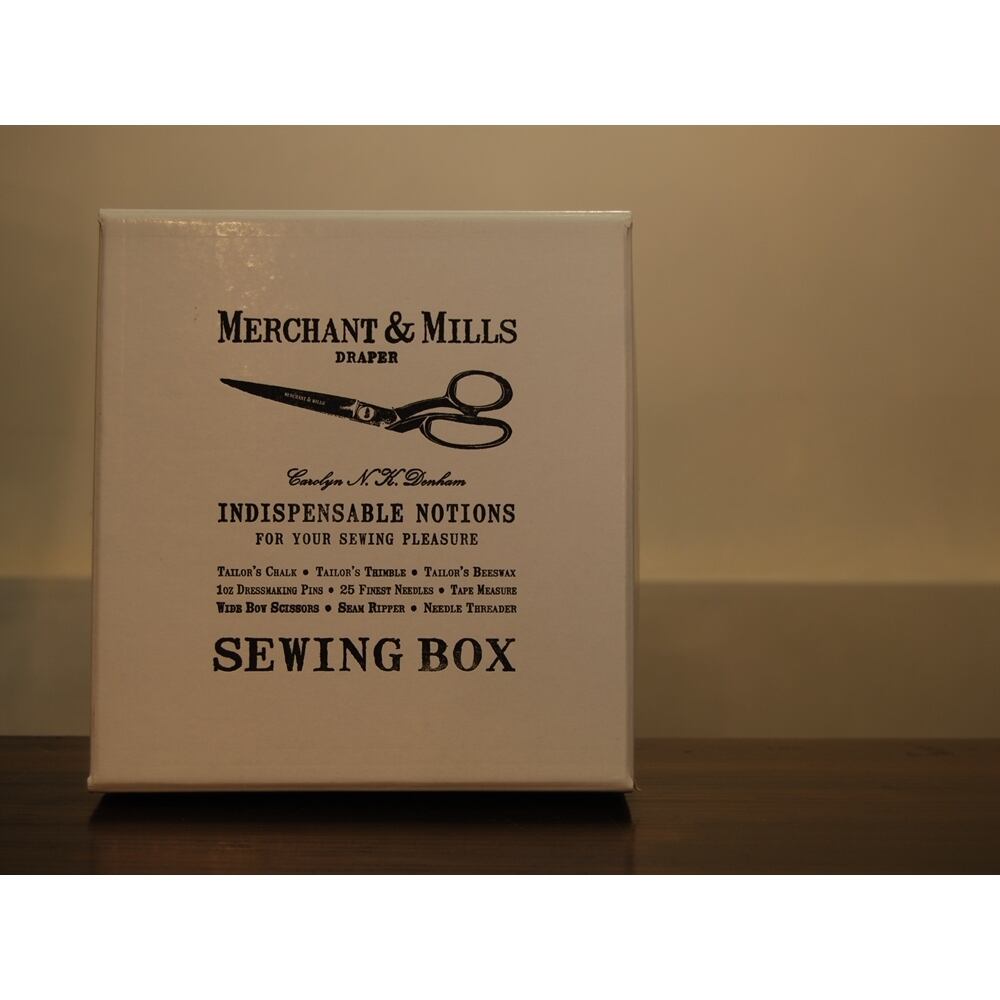 MERCHANT & MILLS
DRAPER
MERCHANT & MILLS
Carolyn N. K. Denham
INDISPENSABLE NOTIONS
FOR YOUR SEWING PLEASURE
TAILOR'S CHALK • TAILOR'S THIMBLE • TAILOR'S BEESWAX
1OZ DRESSMAKING PINS • 25 FINEST NEEDLES • TAPE MEASURE
WIDE BOW SCISSORS • SEAM RIPPER • NEEDLE THREADER
SEWING BOX